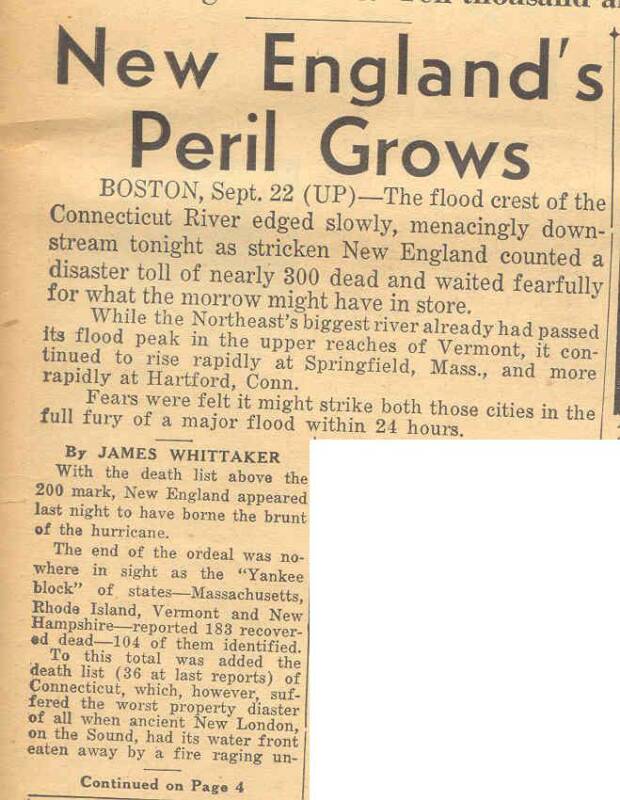 Ten thousand
New England's
Peril Grows
BOSTON, Sept. 22 (UP)—The flood crest of the
Connecticut River edged slowly, menacingly down-
stream tonight as stricken New England counted a
disaster toll of nearly 300 dead and waited fearfully
for what the morrow might have in store.
While the Northeast's biggest river already had passed
its flood peak in the upper reaches of Vermont, it con-
tinued to rise rapidly at Springfield, Mass., and more
rapidly at Hartford, Conn.
Fears were felt it might strike both those cities in the
full fury of a major flood within 24 hours.
By JAMES WHITTAKER
With the death list above the
200 mark, New England appeared
last night to have borne the brunt
of the hurricane.
The end of the ordeal was no-
where in sight as the "Yankee
block" of states—Massachusetts,
Rhode Island, Vermont and New
Hampshire—reported 183 recover-
ed dead—104 of them identified.
To this total was added the
death list (36 at last reports) of
Connecticut, which, however, suf-
fered the worst property diaster
of all when ancient New London,
on the Sound, had its water front
eaten away by a fire raging un-
Continued on Page 4